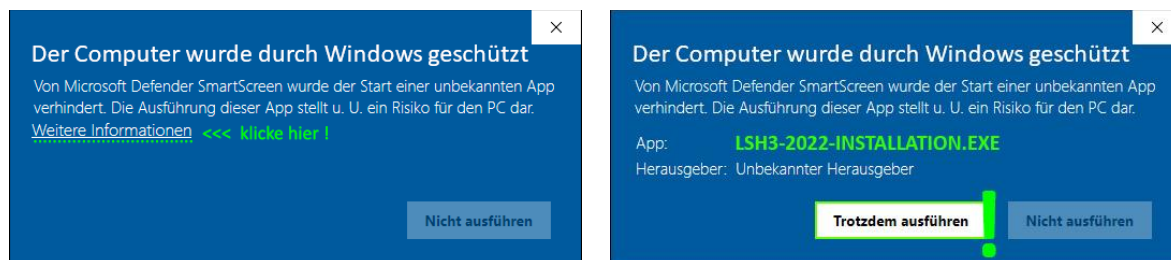 Der Computer wurde durch Windows geschützt
Von Microsoft Defender SmartScreen wurde der Start einer unbekannten App
verhindert. Die Ausführung dieser App stellt u. U. ein Risiko für den PC dar.
Weitere Informationen <<< klicke hier !
Nicht ausführen
Der Computer wurde durch Windows geschützt
Von Microsoft Defender SmartScreen wurde der Start einer unbekannten App
verhindert. Die Ausführung dieser App stellt u. U. ein Risiko für den PC dar.
App: LSH3-2022-INSTALLATION.EXE
Herausgeber: Unbekannter Herausgeber
Trotzdem ausführen ! Nicht ausführen